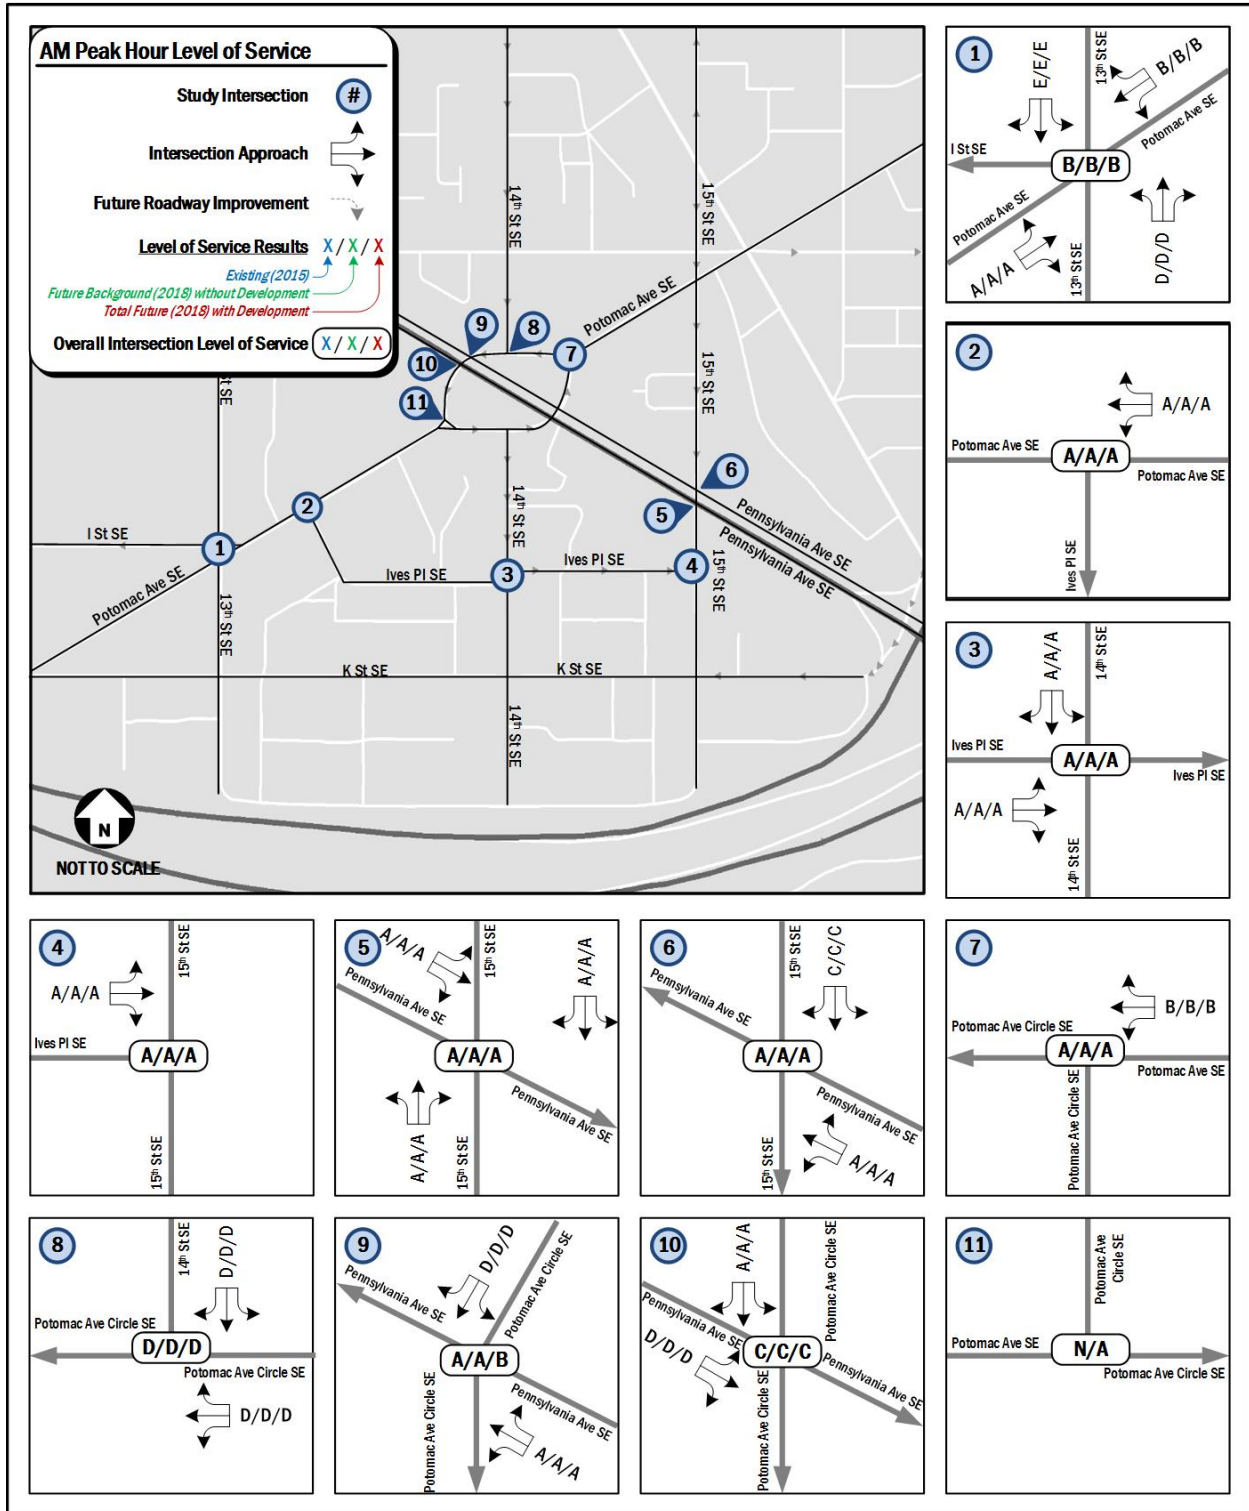 AM Peak Hour Level of Service
Study Intersection #
Intersection Approach
Future Roadway Improvement
Level of Service Results X / X / X
Existing (2015)
Future Background (2018) without Development
Total Future (2018) with Development
Overall Intersection Level of Service X / X / X
14th St SE
15th St SE
Potomac Ave SE
9
8
7
10
15th St SE
St SE
11
6
2
14th St SE
5
Pennsylvania Ave SE
Pennsylvania Ave SE
I St SE
1
Ives Pl SE
3
Ives Pl SE
4
15th St SE
Potomac Ave SE
13th St SE
K St SE
K St SE
14th St SE
N
NOT TO SCALE
1
E/E/E
13th St SE
B/B/B
Potomac Ave SE
I St SE
B/B/B
Potomac Ave SE
A/A/A
13th St SE
D/D/D
2
A/A/A
Potomac Ave SE
A/A/A
Potomac Ave SE
Ives Pl SE
3
A/A/A
14th St SE
Ives Pl SE
A/A/A
Ives Pl SE
A/A/A
14th St SE
4
15th St SE
A/A/A
Ives Pl SE
A/A/A
15th St SE
5
A/A/A
15th St SE
A/A/A
Pennsylvania Ave SE
A/A/A
Pennsylvania Ave SE
A/A/A
15th St SE
6
15th St SE
C/C/C
Pennsylvania Ave SE
A/A/A
Pennsylvania Ave SE
15th St SE
A/A/A
7
B/B/B
Potomac Ave Circle SE
A/A/A
Potomac Ave SE
Potomac Ave Circle SE
8
14th St SE
D/D/D
Potomac Ave Circle SE
D/D/D
Potomac Ave Circle SE
D/D/D
9
D/D/D
Potomac Ave Circle SE
Pennsylvania Ave SE
A/A/B
Potomac Ave Circle SE
Pennsylvania Ave SE
A/A/A
10
A/A/A
Potomac Ave Circle SE
Pennsylvania Ave SE
D/D/D
C/C/C
Pennsylvania Ave SE
Potomac Ave Circle SE
11
Potomac Ave
Circle SE
Potomac Ave SE
N/A
Potomac Ave Circle SE